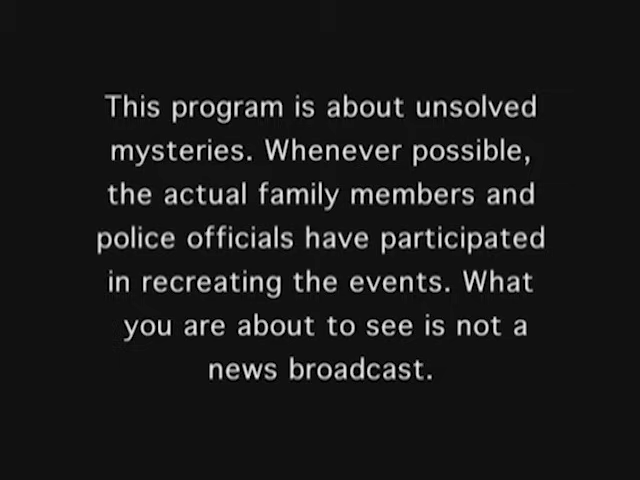 This program is about unsolved
mysteries. Whenever possible,
the actual family members and
police officials have participated
in recreating the events. What
you are about to see is not a
news broadcast.